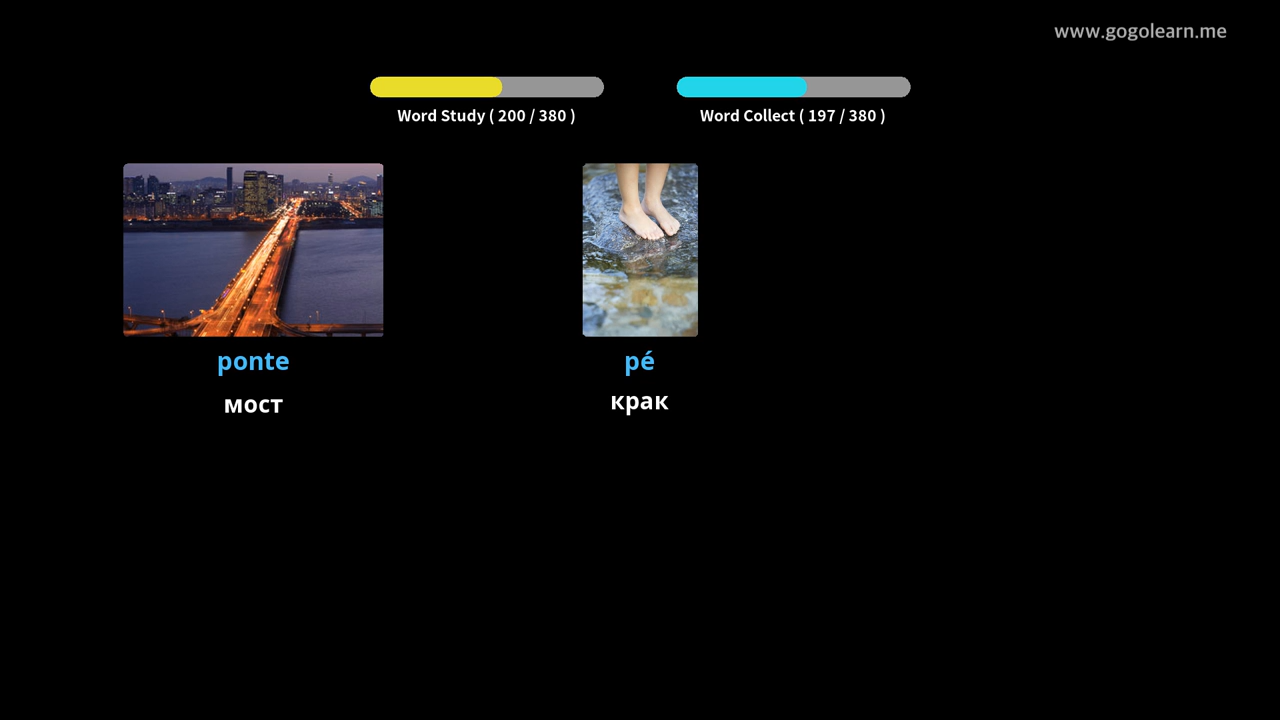 www.gogolearn.me
Word Study ( 200 / 380 )
Word Collect ( 197 / 380 )
ponte
мост
pé
крак